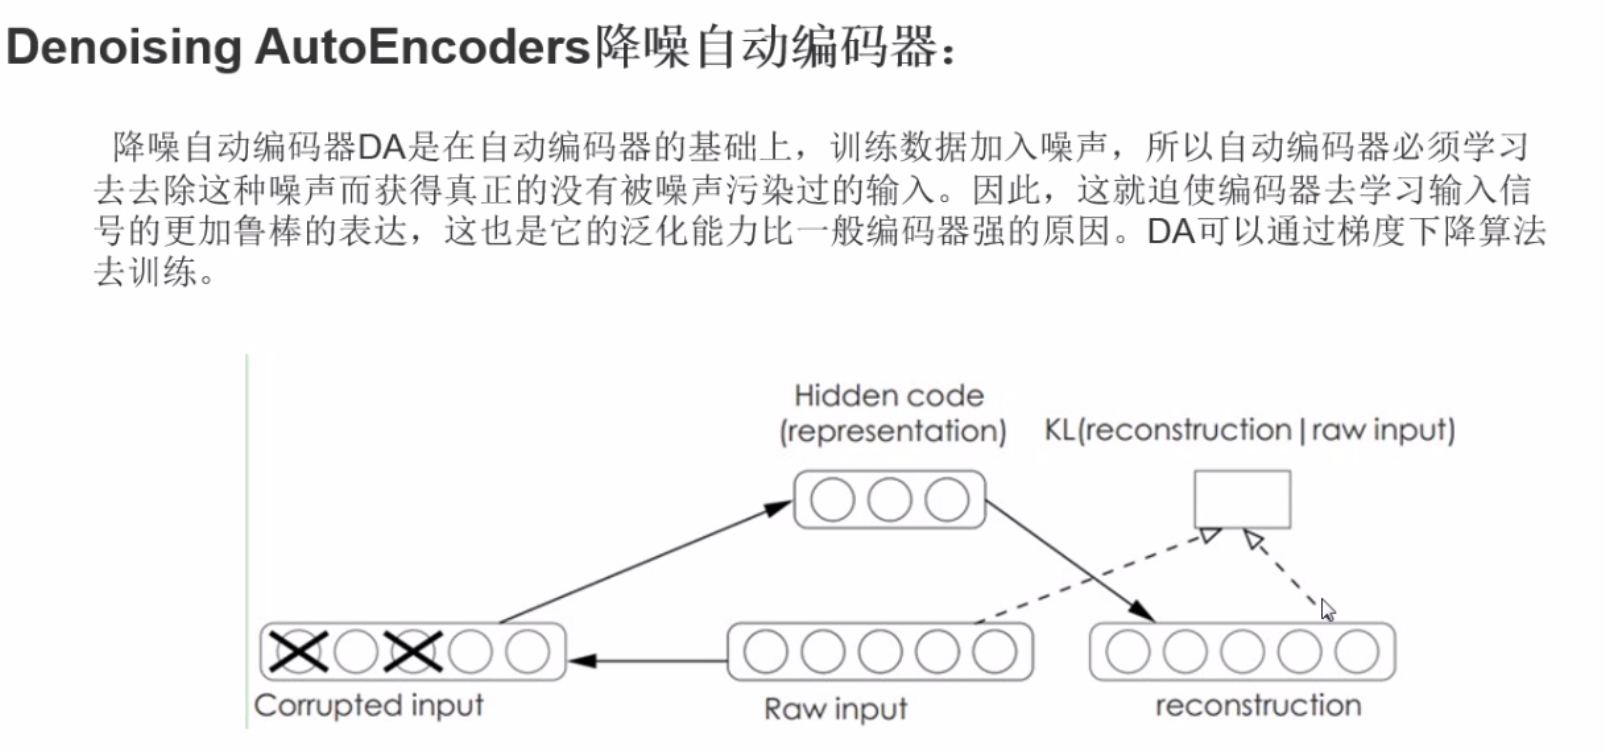 Denoising AutoEncoders降噪自动编码器：
降噪自动编码器DA是在自动编码器的基础上，训练数据加入噪声，所以自动编码器必须学习
去去除这种噪声而获得真正的没有被噪声污染过的输入。因此，这就迫使编码器去学习输入信
号的更加鲁棒的表达，这也是它的泛化能力比一般编码器强的原因。DA可以通过梯度下降算法
去训练。
Hidden code
(representation)
KL(reconstruction|raw input)
Corrupted input
Raw input
reconstruction